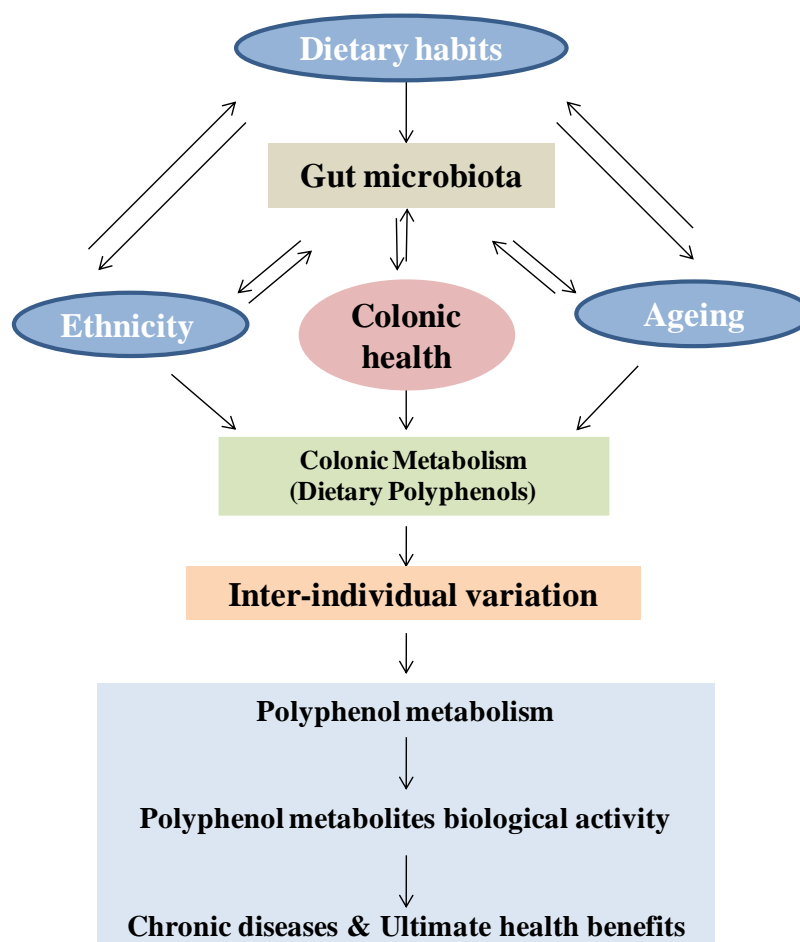 Dietary habits
Gut microbiota
Ethnicity
Colonic
health
Ageing
Colonic Metabolism
(Dietary Polyphenols)
Inter-individual variation
Polyphenol metabolism
Polyphenol metabolites biological activity
Chronic diseases & Ultimate health benefits